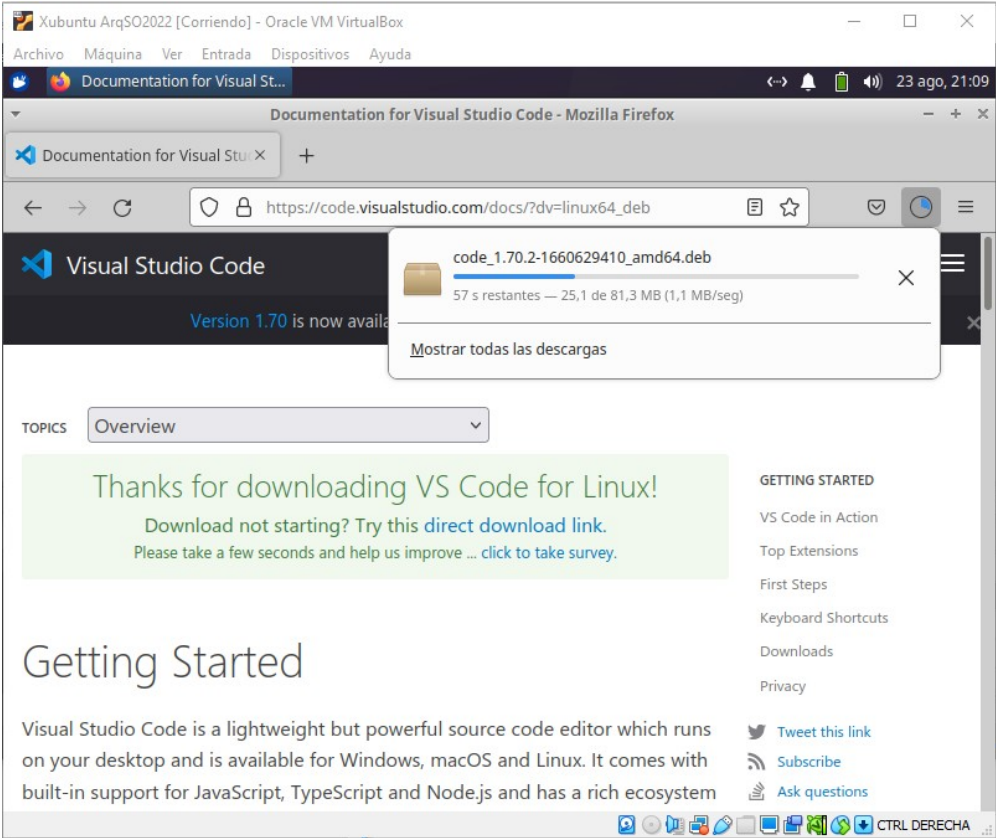 Xubuntu ArqSO2022 [Corriendo] - Oracle VM VirtualBox
Archivo Máquina Ver Entrada Dispositivos Ayuda
Documentation for Visual St... 23 ago, 21:09
Documentation for Visual Studio Code - Mozilla Firefox
Documentation for Visual Stu
https://code.visualstudio.com/docs/?dv=linux64_deb
code_1.70.2-1660629410_amd64.deb
57 s restantes — 25,1 de 81,3 MB (1,1 MB/seg)
Mostrar todas las descargas
Visual Studio Code
Version 1.70 is now availa
TOPICS Overview
Thanks for downloading VS Code for Linux!
Download not starting? Try this direct download link.
Please take a few seconds and help us improve ... click to take survey.
Getting Started
Visual Studio Code is a lightweight but powerful source code editor which runs
on your desktop and is available for Windows, macOS and Linux. It comes with
built-in support for JavaScript, TypeScript and Node.js and has a rich ecosystem
GETTING STARTED
VS Code in Action
Top Extensions
First Steps
Keyboard Shortcuts
Downloads
Privacy
Tweet this link
Subscribe
Ask questions
CTRL DERECHA